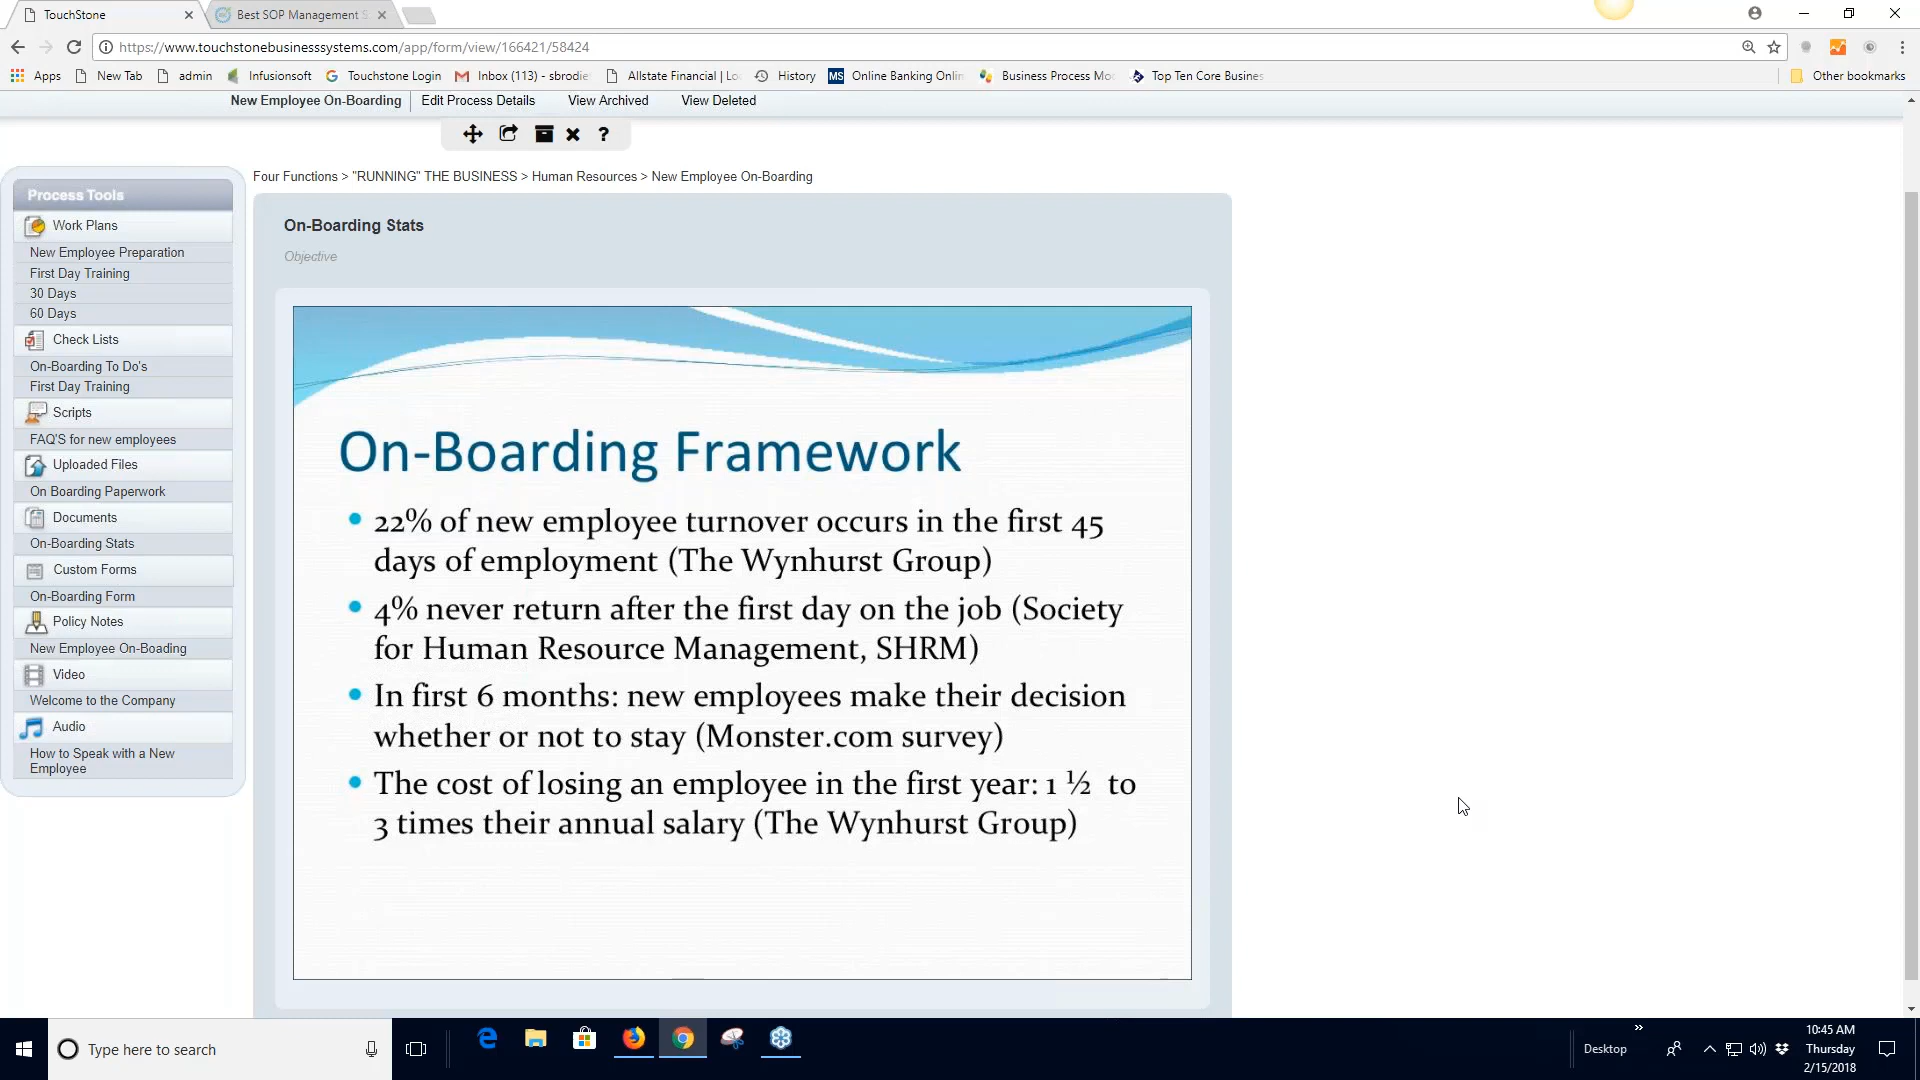 TouchStone
Best SOP Management S
https://www.touchstonebusinesssystems.com/app/form/view/166421/58424
Apps New Tab admin Infusionsoft Touchstone Login Inbox (113) - sbrodie Allstate Financial | Lo History MS Online Banking Onlin Business Process Mo Top Ten Core Busines Other bookmarks
New Employee On-Boarding Edit Process Details View Archived View Deleted
?
Four Functions > "RUNNING" THE BUSINESS > Human Resources > New Employee On-Boarding
Process Tools
Work Plans
New Employee Preparation
First Day Training
30 Days
60 Days
Check Lists
On-Boarding To Do's
First Day Training
Scripts
FAQ'S for new employees
Uploaded Files
On Boarding Paperwork
Documents
On-Boarding Stats
Custom Forms
On-Boarding Form
Policy Notes
New Employee On-Boading
Video
Welcome to the Company
Audio
How to Speak with a New
Employee
On-Boarding Stats
Objective
On-Boarding Framework
• 22% of new employee turnover occurs in the first 45
days of employment (The Wynhurst Group)
• 4% never return after the first day on the job (Society
for Human Resource Management, SHRM)
• In first 6 months: new employees make their decision
whether or not to stay (Monster.com survey)
• The cost of losing an employee in the first year: 1 ½ to
3 times their annual salary (The Wynhurst Group)
Type here to search
Desktop
10:45 AM
Thursday
2/15/2018